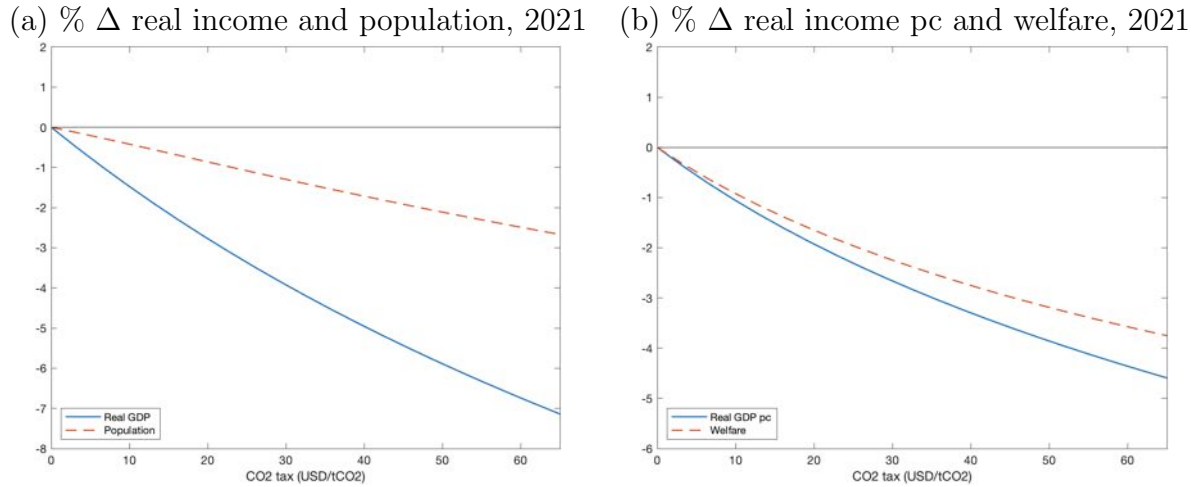 (a) % Δ real income and population, 2021
2
1
0
-1
-2
-3
-4
-5
-6
-7
-8
Real GDP
Population
0 10 20 30 40 50 60
CO2 tax (USD/tCO2)
(b) % Δ real income pc and welfare, 2021
2
1
0
-1
-2
-3
-4
-5
-6
Real GDP pc
Welfare
0 10 20 30 40 50 60
CO2 tax (USD/tCO2)